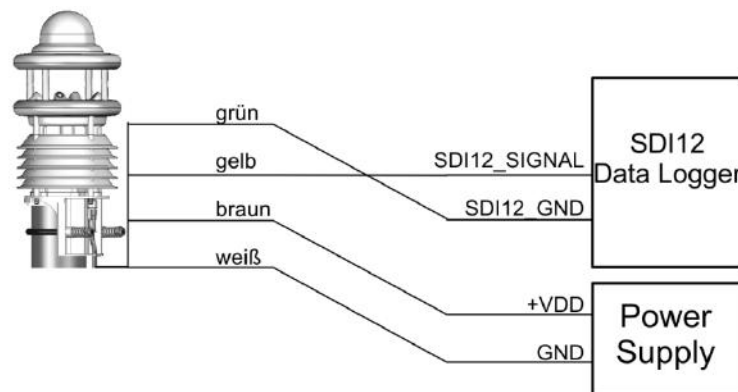 grün
gelb
braun
weiß
SDI12_SIGNAL
SDI12_GND
+VDD
GND
SDI12
Data Logger
Power
Supply